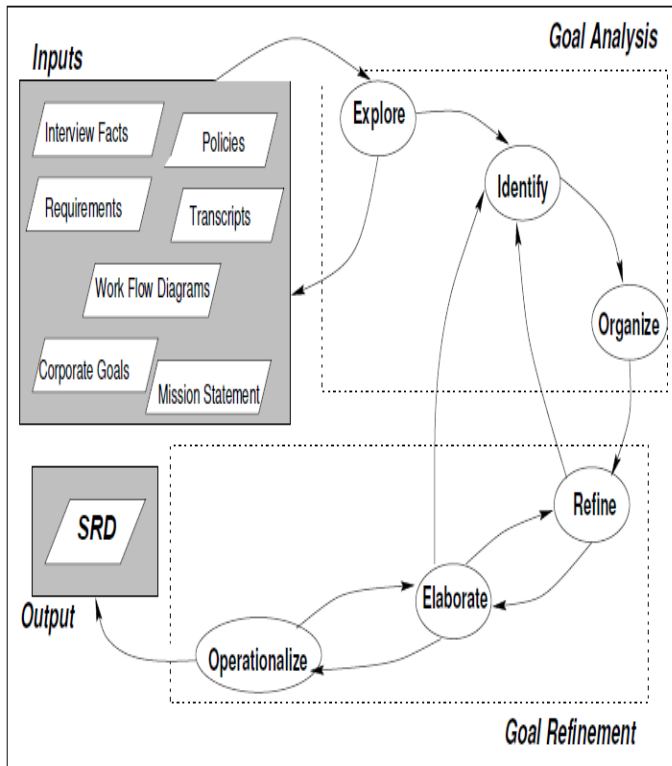 Inputs
Goal Analysis
Interview Facts
Policies
Explore
Requirements
Transcripts
Identify
Work Flow Diagrams
Organize
Corporate Goals
Mission Statement
SRD
Refine
Output
Elaborate
Operationalize
Goal Refinement